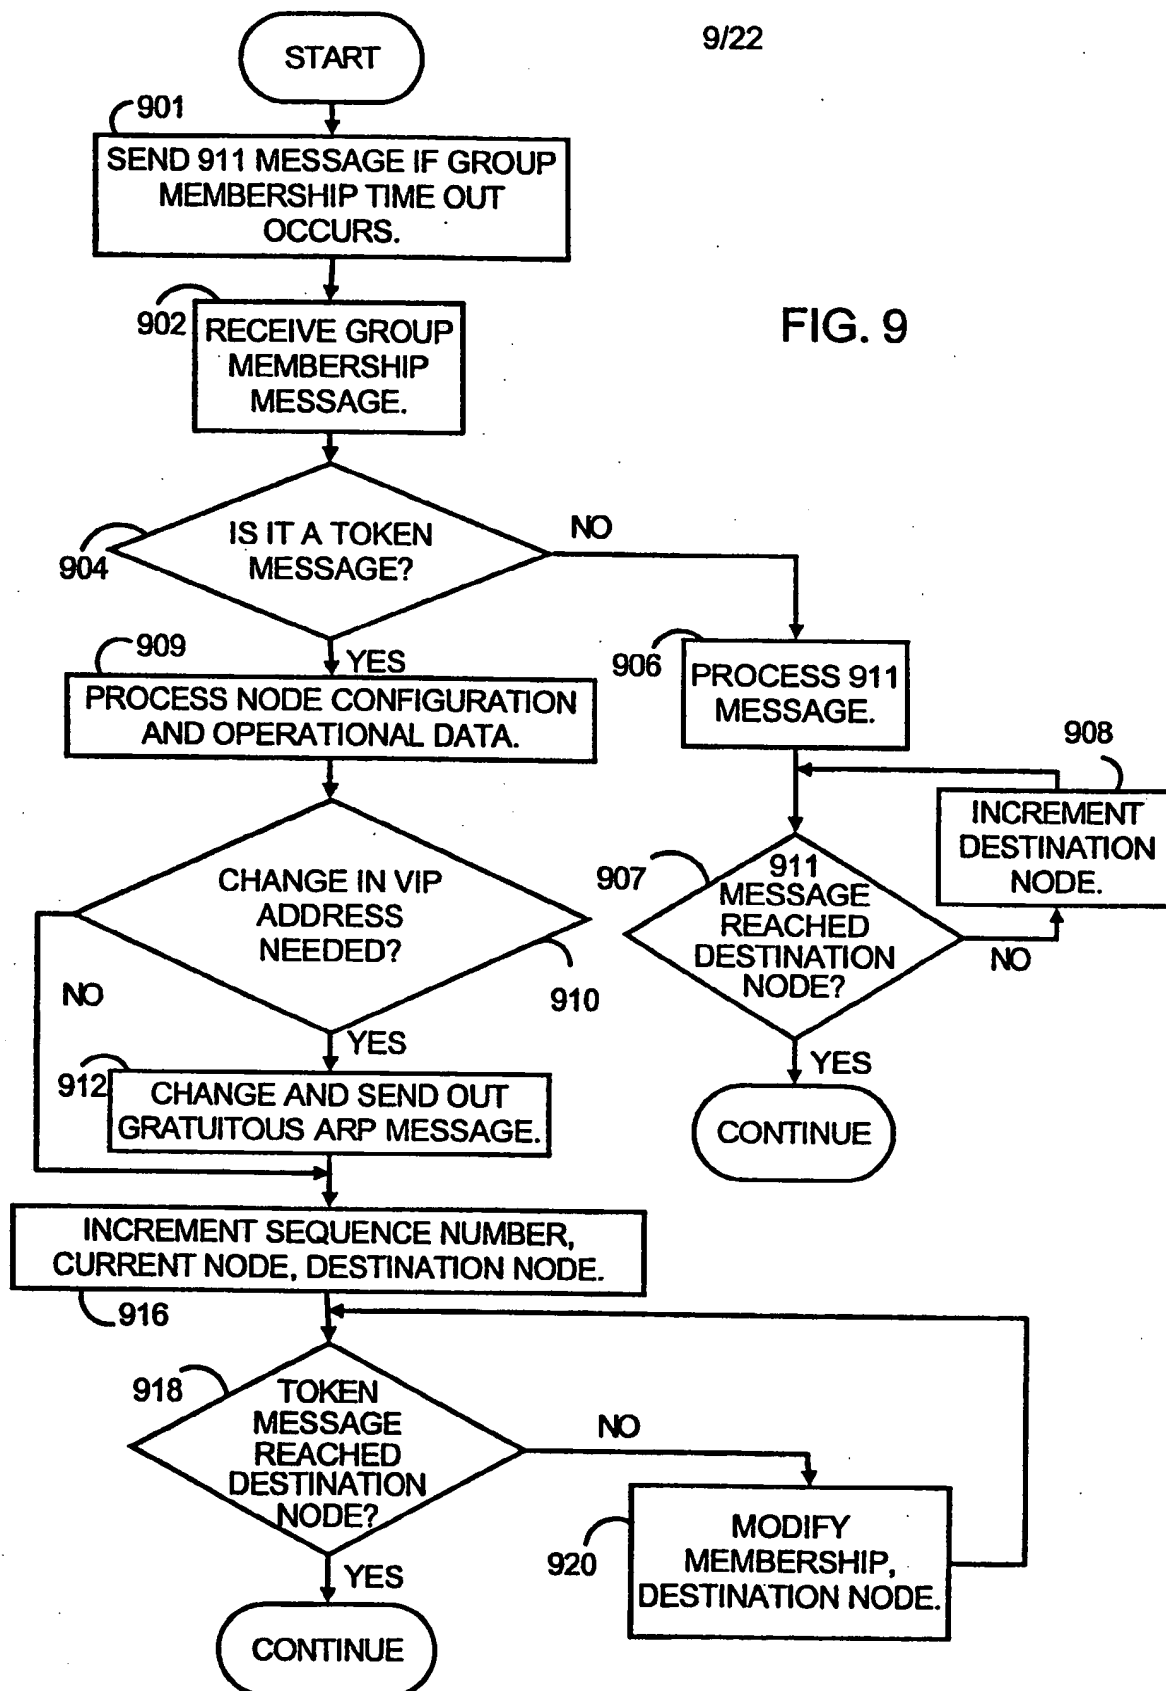 9/22
START
901
SEND 911 MESSAGE IF GROUP
MEMBERSHIP TIME OUT
OCCURS.
902
RECEIVE GROUP
MEMBERSHIP
MESSAGE.
FIG. 9
904
IS IT A TOKEN
MESSAGE?
NO
YES
906
PROCESS 911
MESSAGE.
909
PROCESS NODE CONFIGURATION
AND OPERATIONAL DATA.
908
INCREMENT
DESTINATION
NODE.
907
911
MESSAGE
REACHED
DESTINATION
NODE?
NO
YES
CONTINUE
CHANGE IN VIP
ADDRESS
NEEDED?
910
NO
YES
912
CHANGE AND SEND OUT
GRATUITOUS ARP MESSAGE.
INCREMENT SEQUENCE NUMBER,
CURRENT NODE, DESTINATION NODE.
916
918
TOKEN
MESSAGE
REACHED
DESTINATION
NODE?
NO
920
MODIFY
MEMBERSHIP,
DESTINATION NODE.
YES
CONTINUE